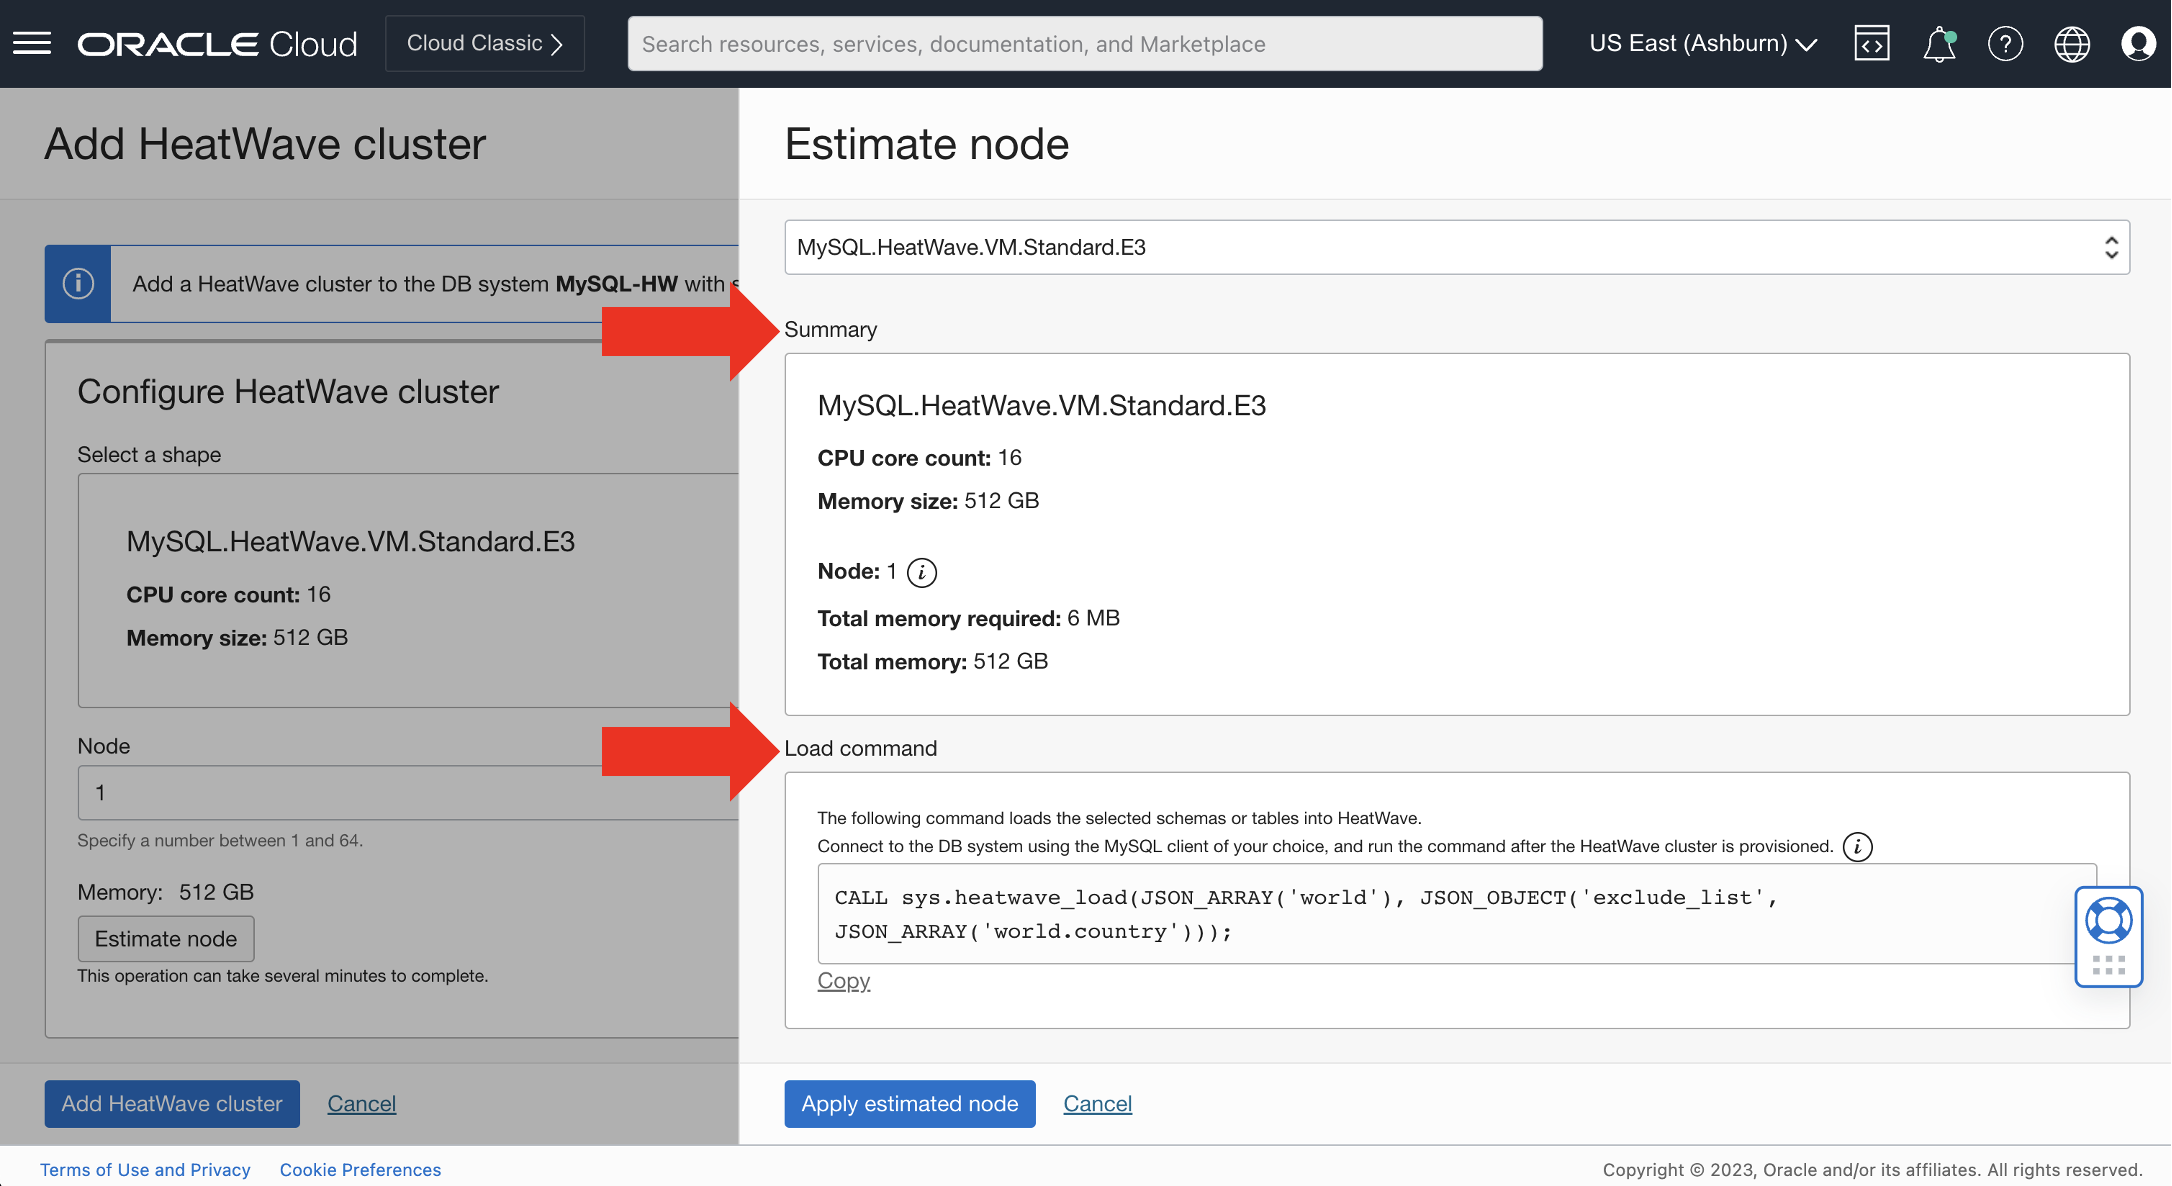 ORACLE Cloud
Cloud Classic
Search resources, services, documentation, and Marketplace
US East (Ashburn)
Add HeatWave cluster
Add a HeatWave cluster to the DB system MySQL-HW with s
Configure HeatWave cluster
Select a shape
MySQL.HeatWave.VM.Standard.E3
CPU core count: 16
Memory size: 512 GB
Node
1
Specify a number between 1 and 64.
Memory: 512 GB
Estimate node
This operation can take several minutes to complete.
Add HeatWave cluster
Cancel
Estimate node
MySQL.HeatWave.VM.Standard.E3
Summary
MySQL.HeatWave.VM.Standard.E3
CPU core count: 16
Memory size: 512 GB
Node: 1
Total memory required: 6 MB
Total memory: 512 GB
Load command
The following command loads the selected schemas or tables into HeatWave.
Connect to the DB system using the MySQL client of your choice, and run the command after the HeatWave cluster is provisioned.
CALL sys.heatwave_load(JSON_ARRAY('world'), JSON_OBJECT('exclude_list',
JSON_ARRAY('world.country')));
Copy
Apply estimated node
Cancel
Terms of Use and Privacy
Cookie Preferences
Copyright © 2023, Oracle and/or its affiliates. All rights reserved.